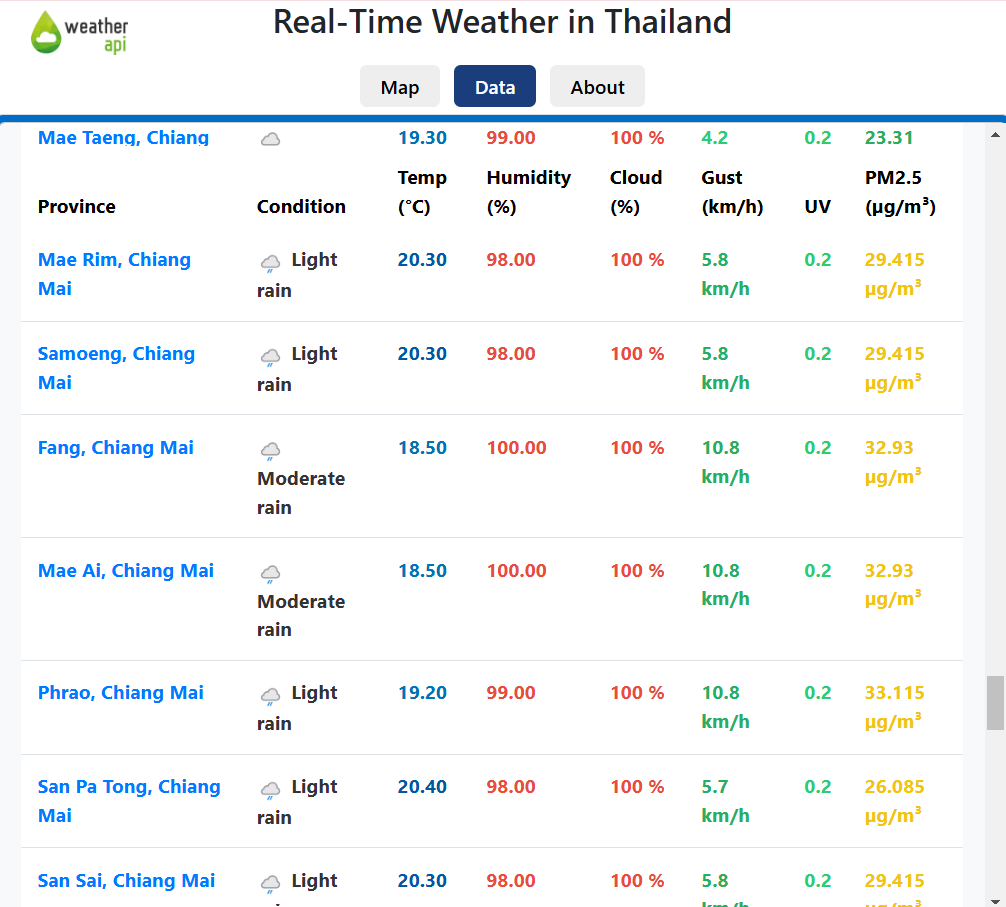 weather
api
Real-Time Weather in Thailand
Map Data About
Mae Taeng, Chiang 19.30 99.00 100 % 4.2 0.2 23.31
Temp Humidity Cloud Gust PM2.5
Province Condition (°C) (%) (%) (km/h) UV (µg/m³)
Mae Rim, Chiang Light 20.30 98.00 100 % 5.8 0.2 29.415
Mai rain km/h µg/m³
Samoeng, Chiang Light 20.30 98.00 100 % 5.8 0.2 29.415
Mai rain km/h µg/m³
Fang, Chiang Mai 18.50 100.00 100 % 10.8 0.2 32.93
Moderate km/h µg/m³
rain
Mae Ai, Chiang Mai 18.50 100.00 100 % 10.8 0.2 32.93
Moderate km/h µg/m³
rain
Phrao, Chiang Mai Light 19.20 99.00 100 % 10.8 0.2 33.115
rain km/h µg/m³
San Pa Tong, Chiang Light 20.40 98.00 100 % 5.7 0.2 26.085
Mai rain km/h µg/m³
San Sai, Chiang Mai Light 20.30 98.00 100 % 5.8 0.2 29.415